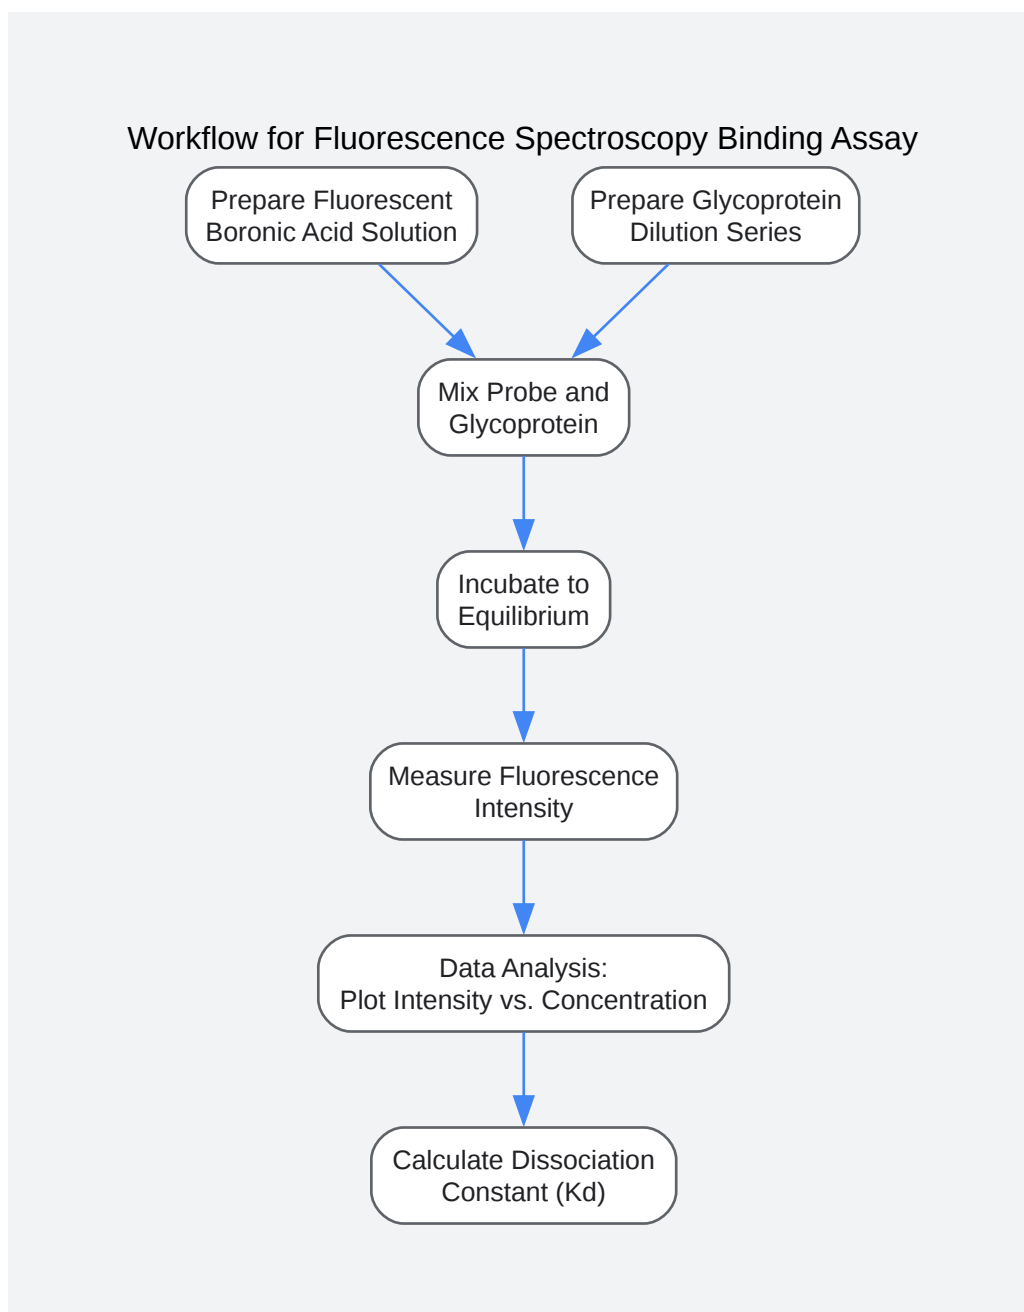 Workflow for Fluorescence Spectroscopy Binding Assay
Prepare Fluorescent
Boronic Acid Solution
Prepare Glycoprotein
Dilution Series
Mix Probe and
Glycoprotein
Incubate to
Equilibrium
Measure Fluorescence
Intensity
Data Analysis:
Plot Intensity vs. Concentration
Calculate Dissociation
Constant (Kd)